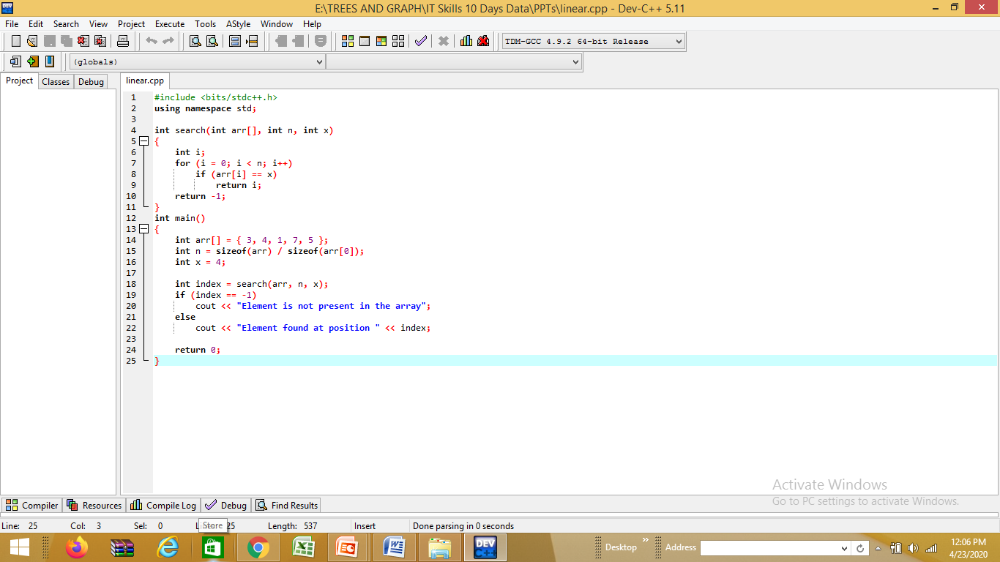 E:\TREES AND GRAPH\IT Skills 10 Days Data\PPTs\linear.cpp - Dev-C++ 5.11
File Edit Search View Project Execute Tools AStyle Window Help
TDM-GCC 4.9.2 64-bit Release
(globals)
Project Classes Debug linear.cpp
1 #include <bits/stdc++.h>
2 using namespace std;
3
4 int search(int arr[], int n, int x)
5 {
6 int i;
7 for (i = 0; i < n; i++)
8 if (arr[i] == x)
9 return i;
10 return -1;
11 }
12 int main()
13 {
14 int arr[] = { 3, 4, 1, 7, 5 };
15 int n = sizeof(arr) / sizeof(arr[0]);
16 int x = 4;
17
18 int index = search(arr, n, x);
19 if (index == -1)
20 cout << "Element is not present in the array";
21 else
22 cout << "Element found at position " << index;
23
24 return 0;
25 }
Activate Windows
Go to PC settings to activate Windows.
Compiler Resources Compile Log Debug Find Results
Line: 25 Col: 3 Sel: 0 25 Length: 537 Insert Done parsing in 0 seconds
Store
DEV C++ Desktop » Address 12:06 PM
4/23/2020